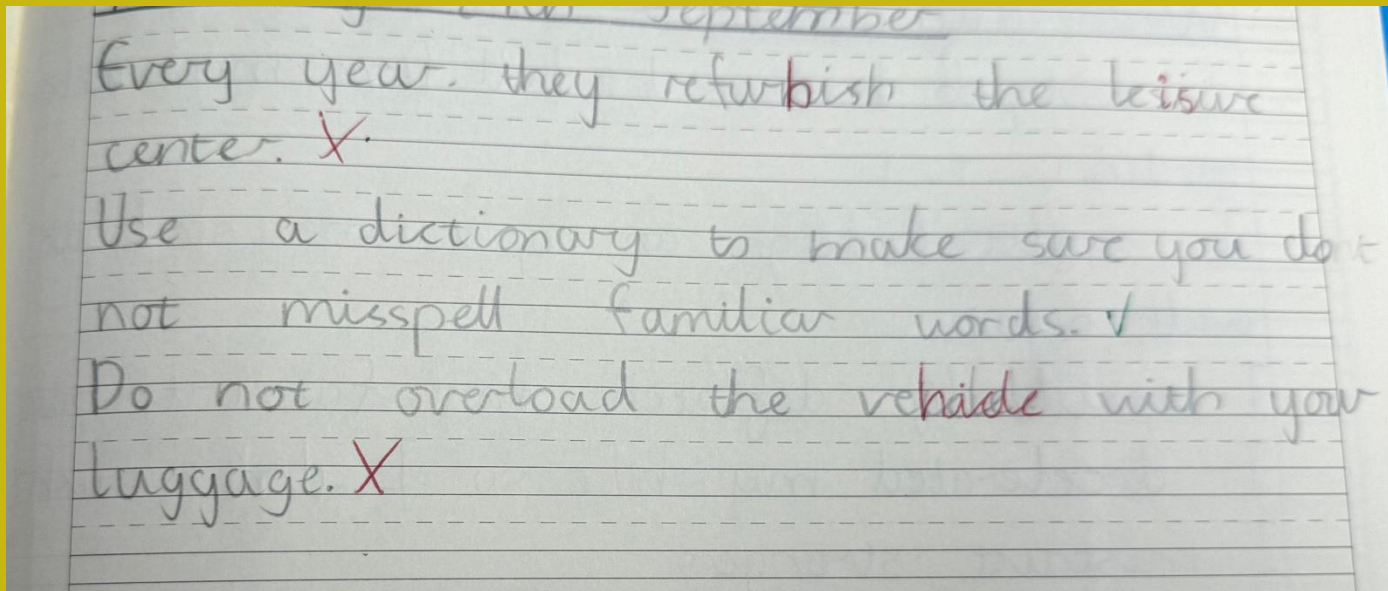 September
Every year. they refurbish the leisure
center. X
Use a dictionary to make sure you do
not misspell familiar words. ✓
Do not overload the vehicle with your
luggage. X